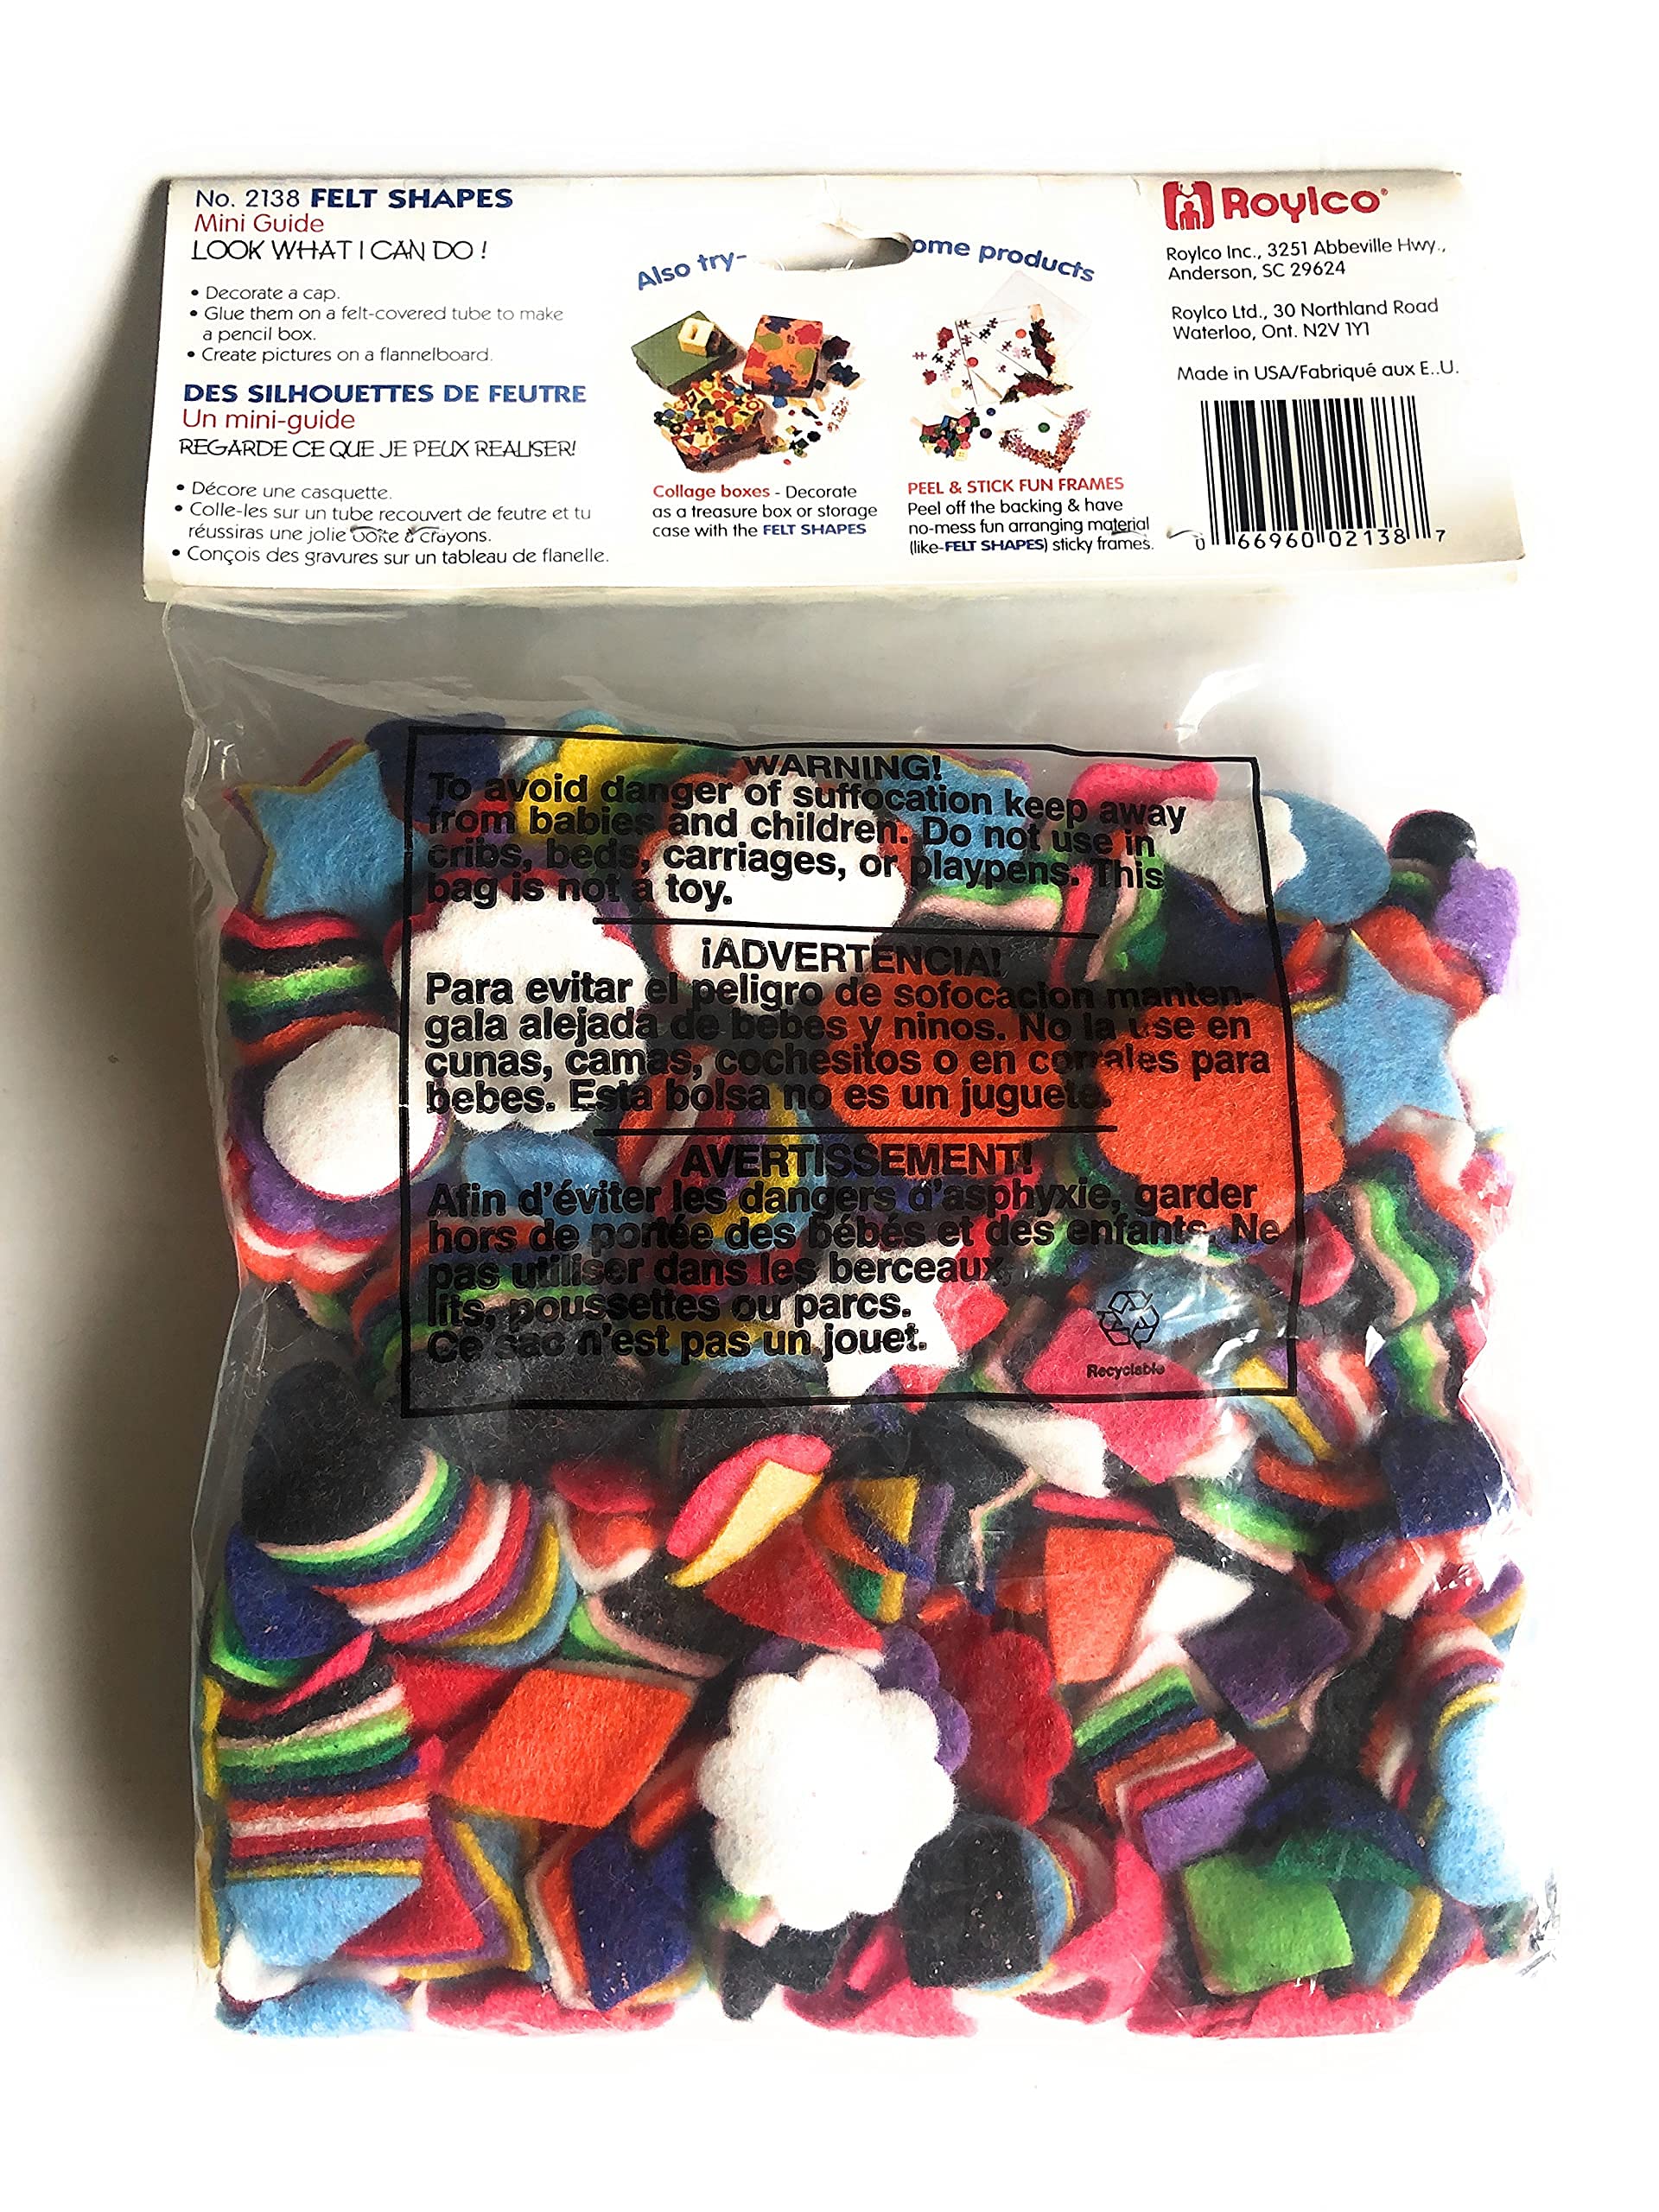 No. 2138 FELT SHAPES
Mini Guide
LOOK WHAT I CAN DO !
• Decorate a cap.
• Glue them on a felt-covered tube to make
a pencil box.
• Create pictures on a flannelboard.
DES SILHOUETTES DE FEUTRE
Un mini-guide
REGARDE CE QUE JE PEUX REALISER!
• Décore une casquette.
• Colle-les sur un tube recouvert de feutre et tu
réussiras une jolie boîte à crayons.
• Conçois des gravures sur un tableau de flanelle.
Also try-
ome products
Collage boxes - Decorate
as a treasure box or storage
case with the FELT SHAPES
PEEL & STICK FUN FRAMES
Peel off the backing & have
no-mess fun arranging material
(like-FELT SHAPES) sticky frames.
Roylco®
Roylco Inc., 3251 Abbeville Hwy.,
Anderson, SC 29624
Roylco Ltd., 30 Northland Road
Waterloo, Ont. N2V 1Y1
Made in USA/Fabriqué aux E..U.
0 66960 02138 7
WARNING!
To avoid danger of suffocation keep away
from babies and children. Do not use in
cribs, beds, carriages, or playpens. This
bag is not a toy.
¡ADVERTENCIA!
Para evitar el peligro de sofocacion manten-
gala alejada de bebes y ninos. No la use en
cunas, camas, cochesitos o en corrales para
bebes. Esta bolsa no es un juguete.
AVERTISSEMENT!
Afin d'éviter les dangers d'asphyxie, garder
hors de portée des bébés et des enfants. Ne
pas utiliser dans les berceaux,
lits, poussettes ou parcs.
Ce sac n'est pas un jouet.
Recyclable